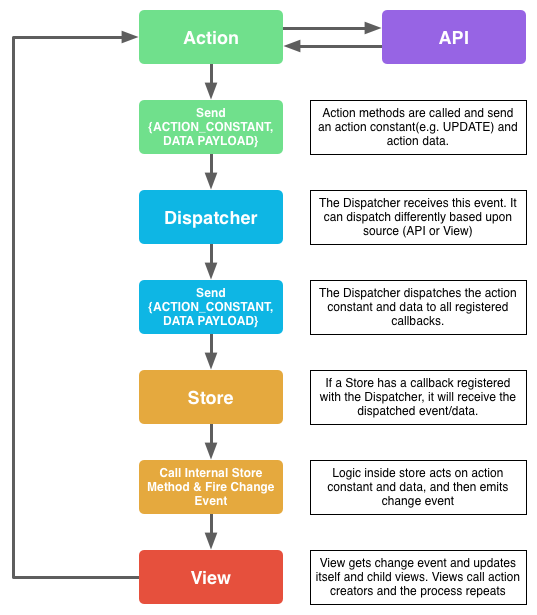 Action
API
Send
{ACTION_CONSTANT,
DATA PAYLOAD}
Action methods are called and send
an action constant(e.g. UPDATE) and
action data.
Dispatcher
The Dispatcher receives this event. It
can dispatch differently based upon
source (API or View)
Send
{ACTION_CONSTANT,
DATA PAYLOAD}
The Dispatcher dispatches the action
constant and data to all registered
callbacks.
Store
If a Store has a callback registered
with the Dispatcher, it will receive the
dispatched event/data.
Call Internal Store
Method & Fire Change
Event
Logic inside store acts on action
constant and data, and then emits
change event
View
View gets change event and updates
itself and child views. Views call action
creators and the process repeats